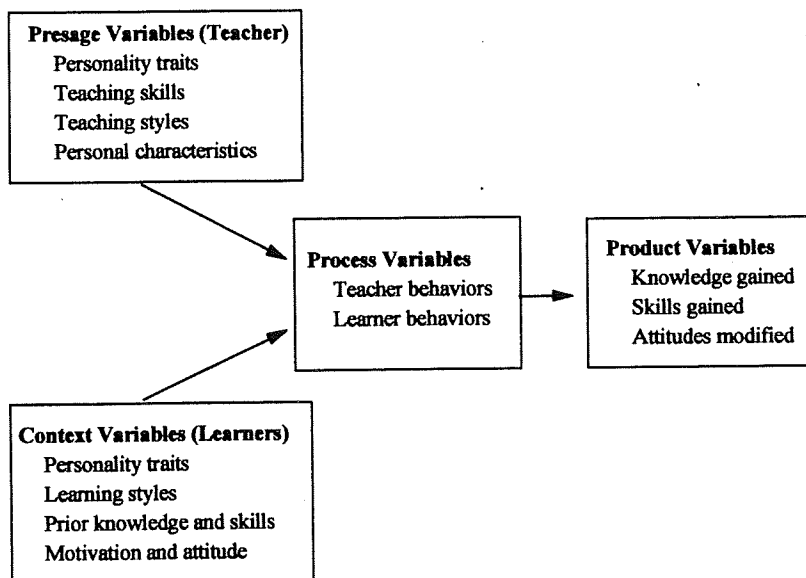 Presage Variables (Teacher)
Personality traits
Teaching skills
Teaching styles
Personal characteristics
Process Variables
Teacher behaviors
Learner behaviors
Product Variables
Knowledge gained
Skills gained
Attitudes modified
Context Variables (Learners)
Personality traits
Learning styles
Prior knowledge and skills
Motivation and attitude